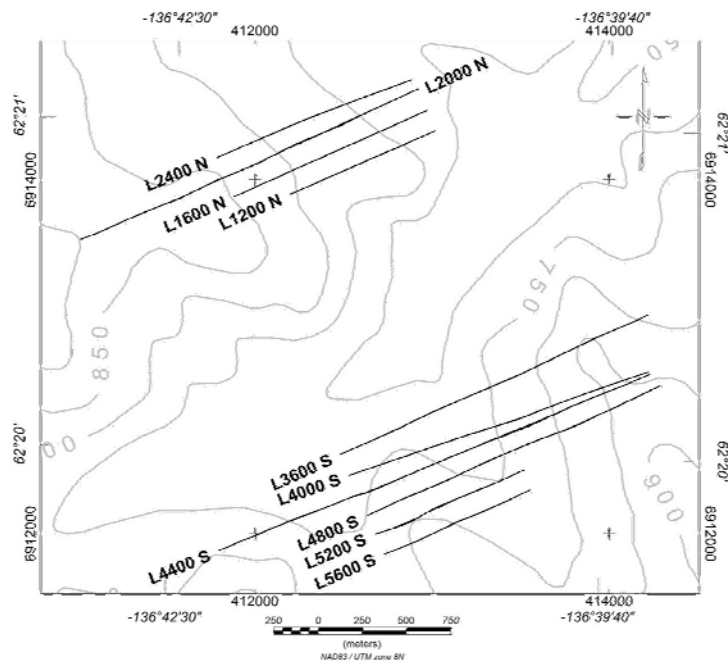 -136°42'30" -136°39'40"
412000 414000
050
L2000 N
62°21' 62°21'
N
L2400 N
6914000 6914000
L1600 N
L1200 N
750
850
62°20' 62°20'
00
L3600 S
L4000 S
900
L4800 S
6912000 6912000
L5200 S
L4400 S
L5600 S
412000 414000
-136°42'30" -136°39'40"
250 0 250 500 750
(meters)
NAD83 / UTM zone 8N